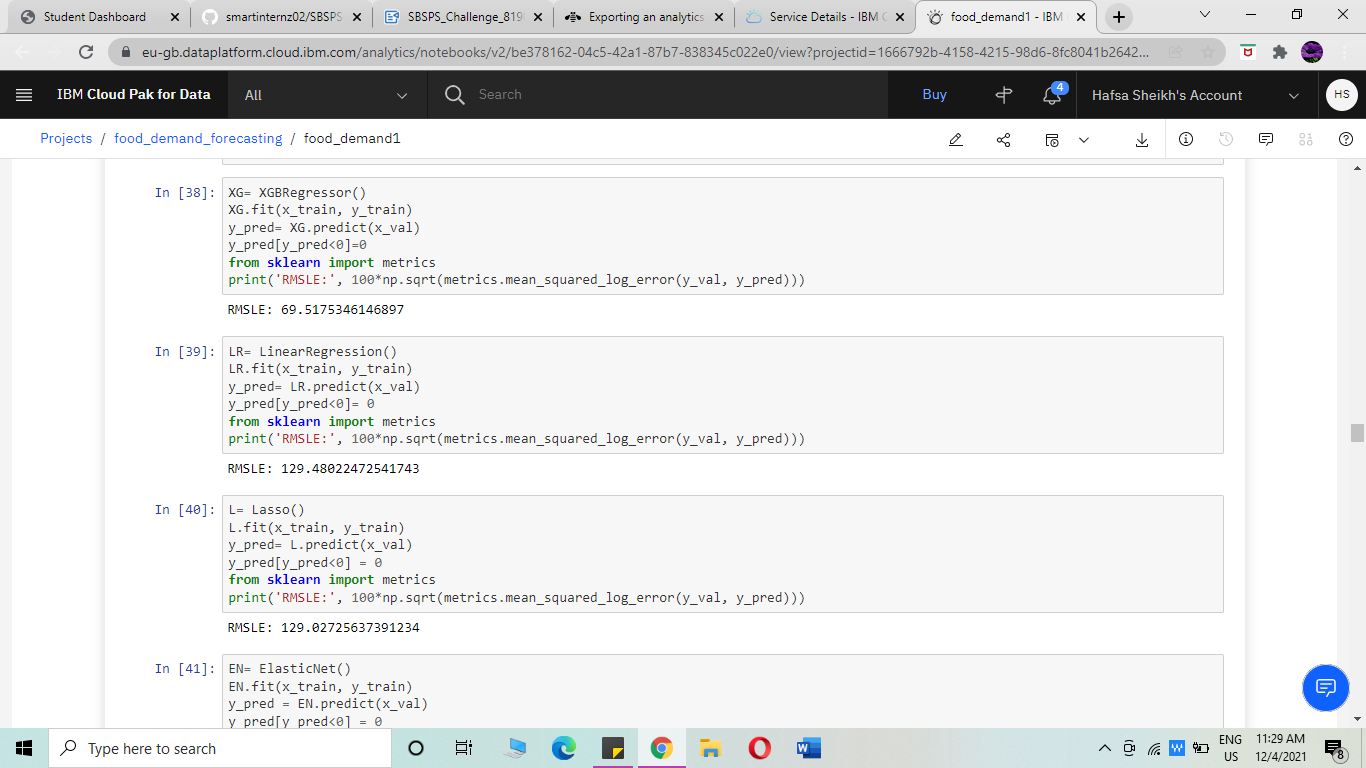 Student Dashboard
smartinternz02/SBSPS
SBSPS_Challenge_819
Exporting an analytics
Service Details - IBM C
food_demand1 - IBM
eu-gb.dataplatform.cloud.ibm.com/analytics/notebooks/v2/be378162-04c5-42a1-87b7-838345c022e0/view?projectid=1666792b-4158-4215-98d6-8fc8041b2642...
IBM Cloud Pak for Data
All
Search
Buy
4
Hafsa Sheikh's Account
HS
Projects / food_demand_forecasting / food_demand1
In [38]:
XG= XGBRegressor()
XG.fit(x_train, y_train)
y_pred= XG.predict(x_val)
y_pred[y_pred<0]=0
from sklearn import metrics
print('RMSLE:', 100*np.sqrt(metrics.mean_squared_log_error(y_val, y_pred)))
RMSLE: 69.5175346146897
In [39]:
LR= LinearRegression()
LR.fit(x_train, y_train)
y_pred= LR.predict(x_val)
y_pred[y_pred<0]= 0
from sklearn import metrics
print('RMSLE:', 100*np.sqrt(metrics.mean_squared_log_error(y_val, y_pred)))
RMSLE: 129.48022472541743
In [40]:
L= Lasso()
L.fit(x_train, y_train)
y_pred= L.predict(x_val)
y_pred[y_pred<0] = 0
from sklearn import metrics
print('RMSLE:', 100*np.sqrt(metrics.mean_squared_log_error(y_val, y_pred)))
RMSLE: 129.02725637391234
In [41]:
EN= ElasticNet()
EN.fit(x_train, y_train)
y_pred = EN.predict(x_val)
y_pred[y_pred<0] = 0
Type here to search
ENG
US
11:29 AM
12/4/2021
8